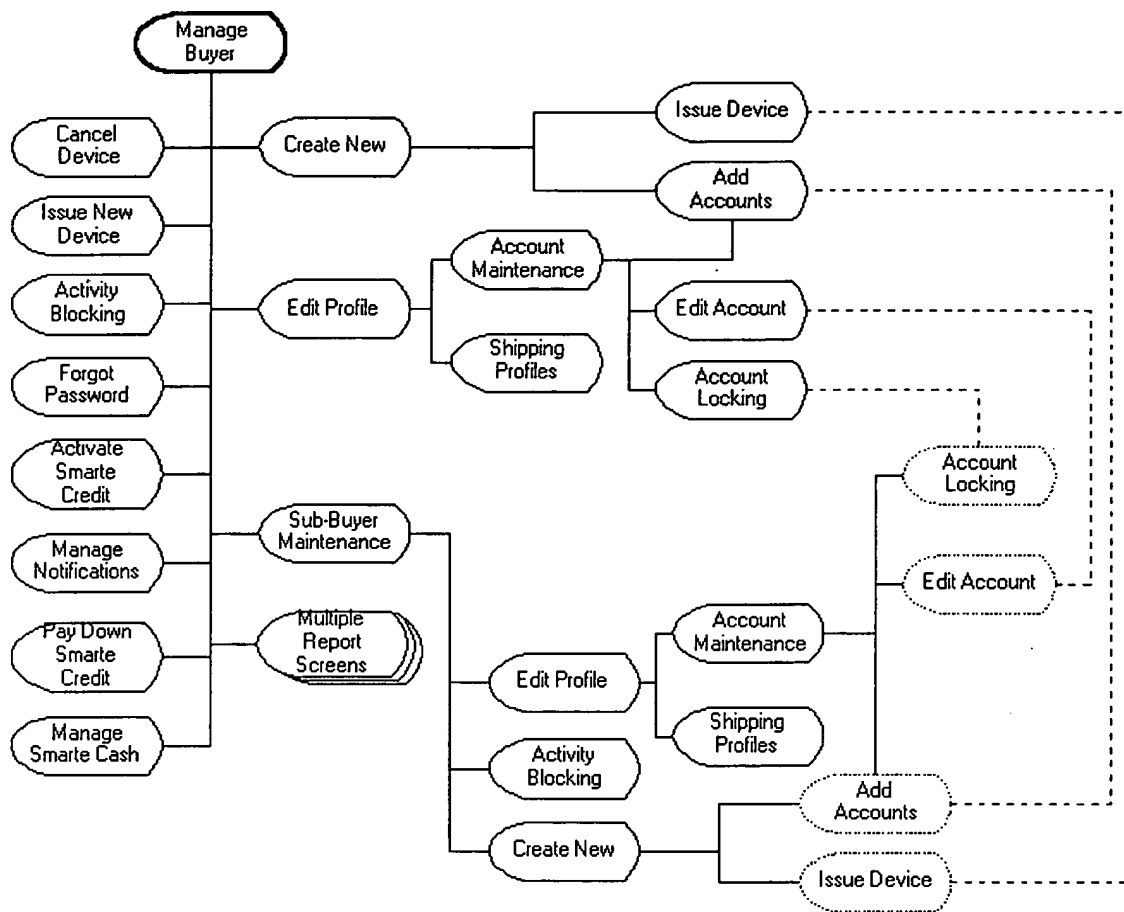 Manage
Buyer
Cancel
Device
Create New
Issue Device
Add
Accounts
Issue New
Device
Account
Maintenance
Activity
Blocking
Edit Profile
Edit Account
Shipping
Profiles
Forgot
Password
Account
Locking
Activate
Smarte
Credit
Account
Locking
Sub-Buyer
Maintenance
Manage
Notifications
Edit Account
Multiple
Report
Screens
Pay Down
Smarte
Credit
Account
Maintenance
Edit Profile
Shipping
Profiles
Manage
Smarte Cash
Activity
Blocking
Add
Accounts
Create New
Issue Device